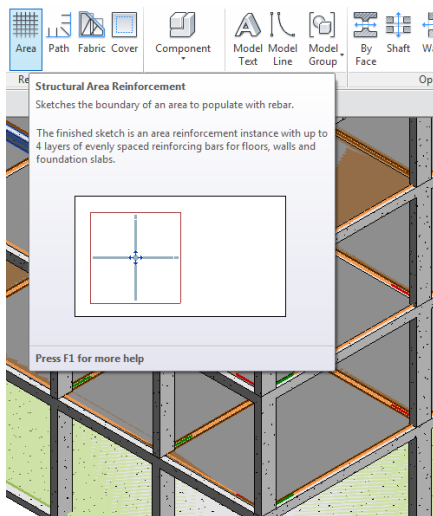 Area Path Fabric Cover Component Model Text Model Line Model Group By Face Shaft
Re
Op
Structural Area Reinforcement
Sketches the boundary of an area to populate with rebar.
The finished sketch is an area reinforcement instance with up to
4 layers of evenly spaced reinforcing bars for floors, walls and
foundation slabs.
Press F1 for more help